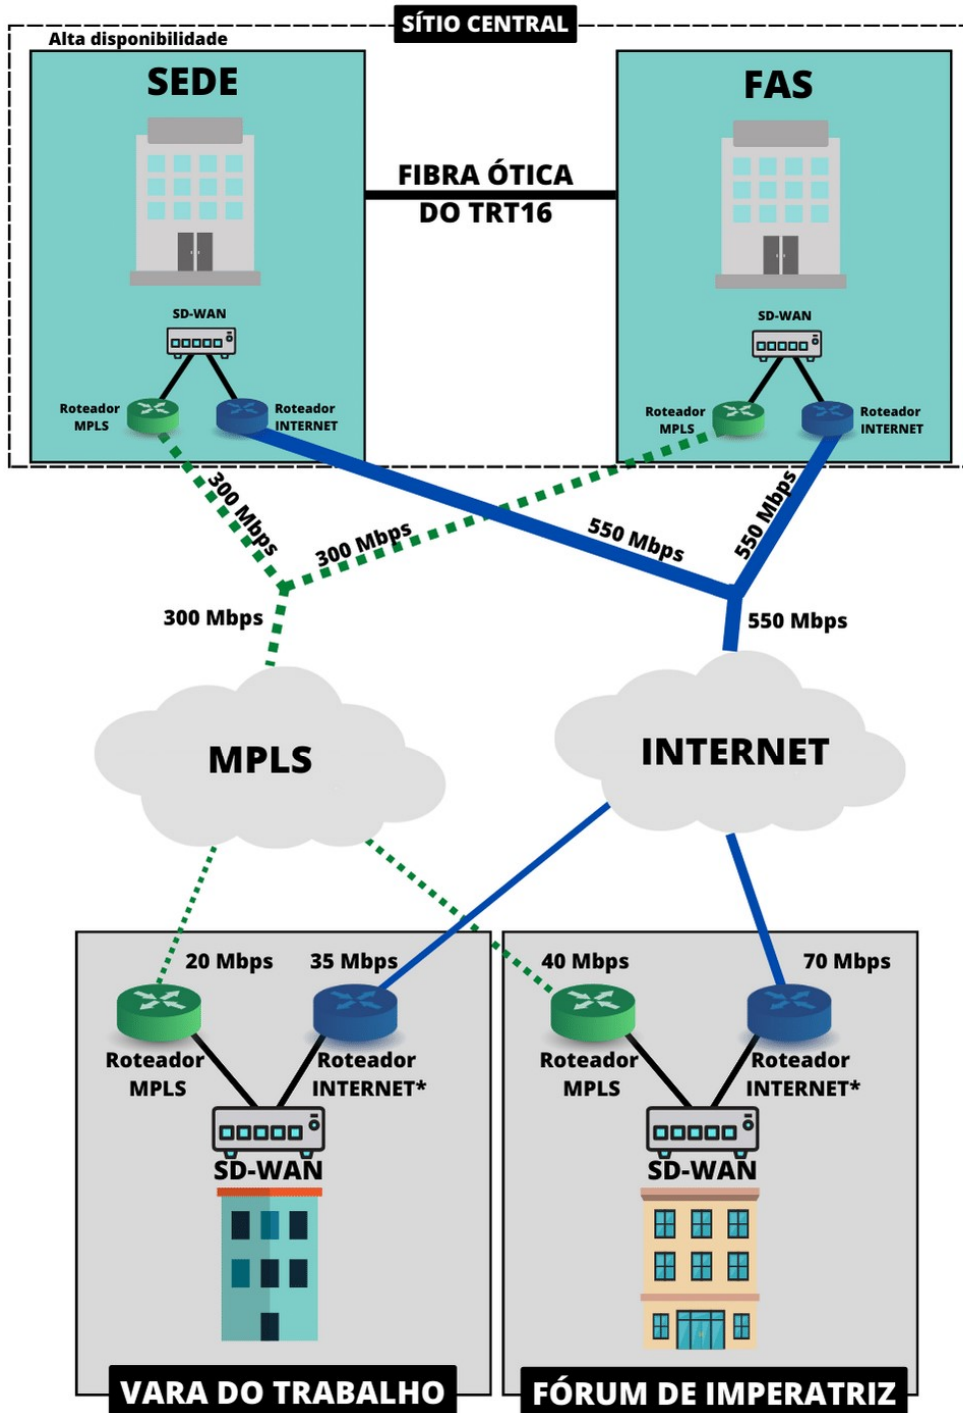 SÍTIO CENTRAL
Alta disponibilidade
SEDE
FAS
FIBRA ÓTICA
DO TRT16
SD-WAN
SD-WAN
Roteador
MPLS
Roteador
INTERNET
Roteador
MPLS
Roteador
INTERNET
300 Mbps
300 Mbps
550 Mbps
550 Mbps
300 Mbps
550 Mbps
MPLS
INTERNET
20 Mbps
35 Mbps
40 Mbps
70 Mbps
Roteador
MPLS
Roteador
INTERNET*
Roteador
MPLS
Roteador
INTERNET*
SD-WAN
SD-WAN
VARA DO TRABALHO
FÓRUM DE IMPERATRIZ